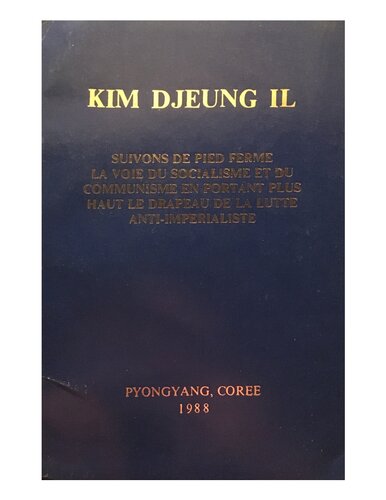 KIM DJEUNG IL
SUIVONS DE PIED FERME
LA VOIE DU SOCIALISME ET DU
COMMUNISME EN PORTANT PLUS
HAUT LE DRAPEAU DE LA LUTTE
ANTI-IMPERIALISTE
PYONGYANG, COREE
1988